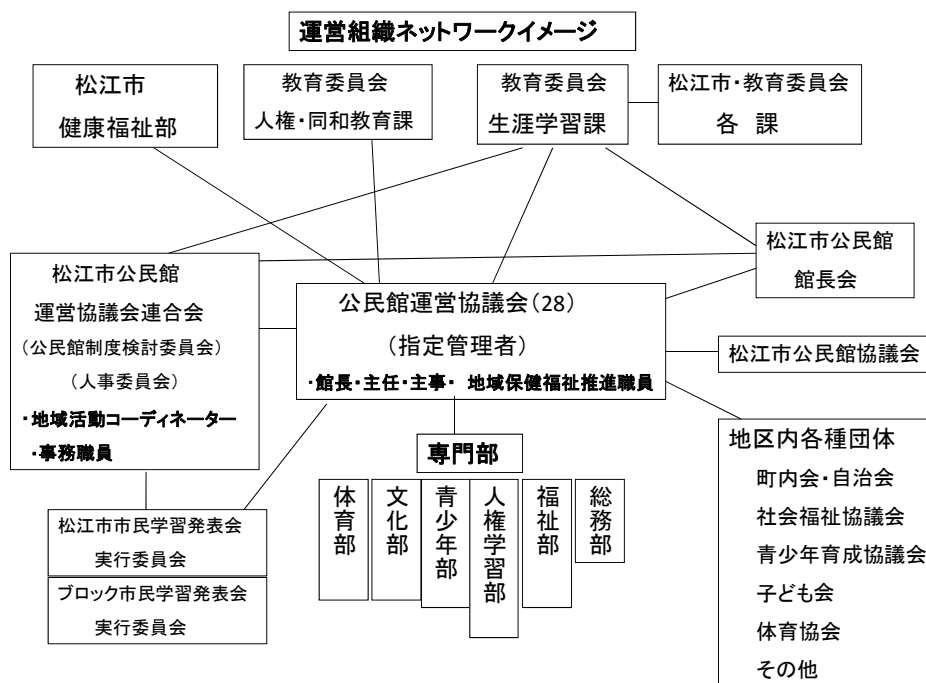 運営組織ネットワークイメージ
松江市
健康福祉部
教育委員会
人権・同和教育課
教育委員会
生涯学習課
松江市・教育委員会
各　課
松江市公民館
館長会
松江市公民館
運営協議会連合会
（公民館制度検討委員会）
（人事委員会）
・地域活動コーディネーター
・事務職員
公民館運営協議会（28）
（指定管理者）
・館長・主任・主事・ 地域保健福祉推進職員
松江市公民館協議会
専門部
体育部
文化部
青少年部
人権学習部
福祉部
総務部
地区内各種団体
町内会・自治会
社会福祉協議会
青少年育成協議会
子ども会
体育協会
その他
松江市市民学習発表会
実行委員会
ブロック市民学習発表会
実行委員会